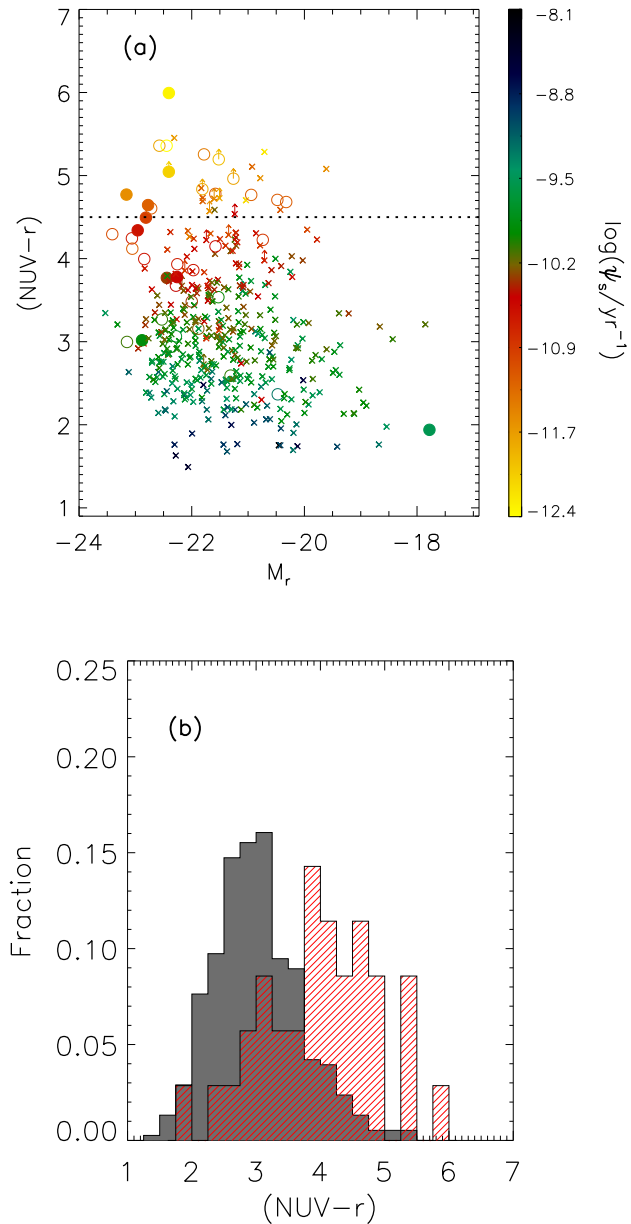 (a)
7
6
5
4
3
2
1
(NUV−r)
−24 −22 −20 −18
M_r
−8.1
−8.8
−9.5
−10.2
−10.9
−11.7
−12.4
log(ψ_s/yr⁻¹)
(b)
0.25
0.20
0.15
0.10
0.05
0.00
Fraction
1 2 3 4 5 6 7
(NUV−r)